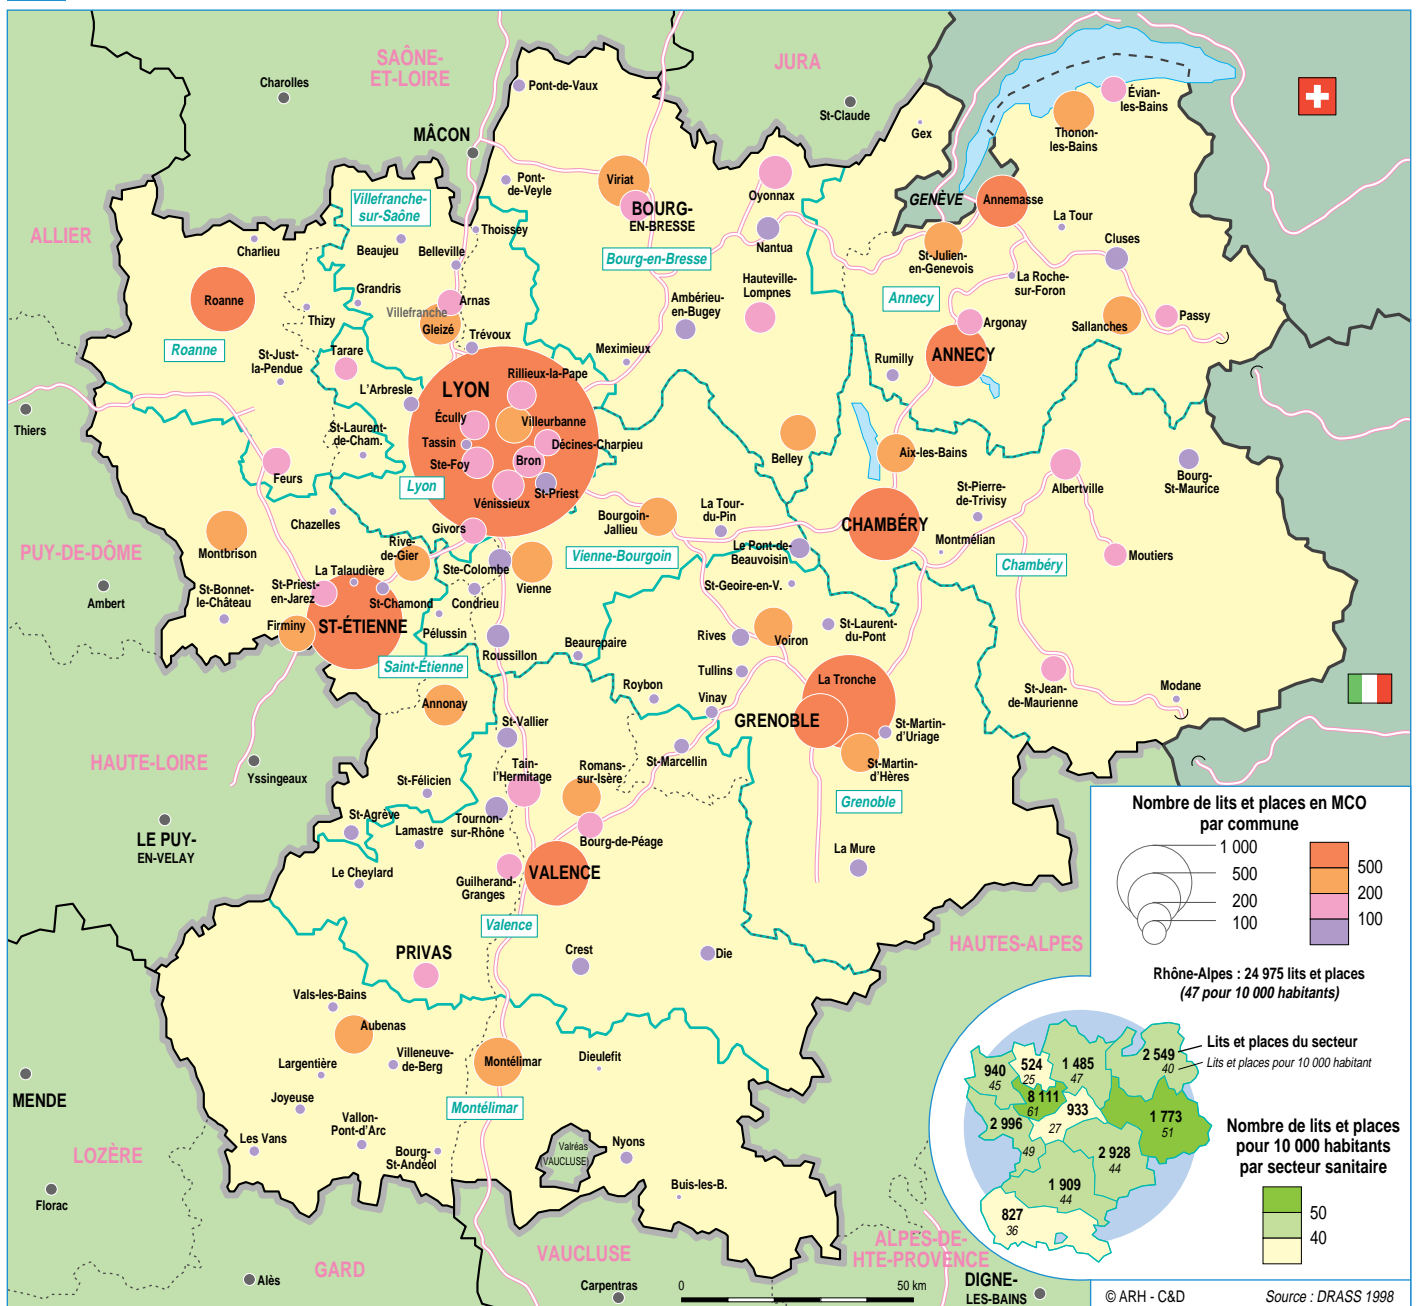 SAÔNE-
ET-LOIRE
JURA
Charolles
Pont-de-Vaux
St-Claude
Gex
Évian-
les-Bains
Thonon-
les-Bains
MÂCON
Pont-
de-Veyle
Viriat
BOURG-
EN-BRESSE
Oyonnax
GENÈVE
Annemasse
La Tour
Villefranche-
sur-Saône
ALLIER
Charlieu
Beaujeu
Belleville
Thoissey
Bourg-en-Bresse
Nantua
St-Julien-
en-Genevois
Cluses
La Roche-
sur-Foron
Roanne
Grandris
Thizy
Arnas
Villefranche
Gleizé
Trévoux
Ambérieu-
en-Bugey
Hauteville-
Lompnes
Annecy
Argonay
Sallanches
Passy
Roanne
St-Just-
la-Pendue
Tarare
L'Arbresle
Meximieux
Rumilly
ANNECY
Thiers
LYON
Rillieux-la-Pape
Écully
Villeurbanne
Tassin
Décines-Charpieu
Ste-Foy
Bron
St-Priest
Vénissieux
St-Laurent-
de-Cham.
Feurs
Lyon
Belley
Aix-les-Bains
Albertville
Bourg-
St-Maurice
Chazelles
Givors
Bourgoin-
Jallieu
La Tour-
du-Pin
CHAMBÉRY
St-Pierre-
de-Trivisy
Montmélian
Moutiers
Chambéry
PUY-DE-DÔME
Montbrison
Rive-
de-Gier
Ste-Colombe
Vienne
Vienne-Bourgoin
Le Pont-de-
Beauvoisin
St-Geoire-en-V.
Ambert
St-Bonnet-
le-Château
La Talaudière
St-Priest-
en-Jarez
St-Chamond
Condrieu
Firminy
ST-ÉTIENNE
Pélussin
Roussillon
Beaurepaire
Rives
Voiron
St-Laurent-
du-Pont
Saint-Étienne
Tullins
Roybon
Vinay
La Tronche
GRENOBLE
St-Martin-
d'Uriage
St-Martin-
d'Hères
St-Jean-
de-Maurienne
Modane
Annonay
HAUTE-LOIRE
Yssingeaux
St-Vallier
St-Marcellin
Tain-
l'Hermitage
Romans-
sur-Isère
St-Félicien
Grenoble
LE PUY-
EN-VELAY
St-Agrève
Lamastre
Tournon-
sur-Rhône
Bourg-de-Péage
La Mure
Le Cheylard
Guilherand-
Granges
VALENCE
Valence
HAUTES-ALPES
PRIVAS
Crest
Die
Vals-les-Bains
Aubenas
Villeneuve-
de-Berg
Largentière
Montélimar
Dieulefit
MENDE
Joyeuse
Montélimar
Vallon-
Pont-d'Arc
Les Vans
Bourg-
St-Andéol
Valréas
(VAUCLUSE)
Nyons
LOZÈRE
Florac
Buis-les-B.
GARD
Alès
VAUCLUSE
Carpentras
ALPES-DE-
HTE-PROVENCE
DIGNE-
LES-BAINS
0 50 km
Nombre de lits et places en MCO
par commune
1 000
500
200
100
500
200
100
Rhône-Alpes : 24 975 lits et places
(47 pour 10 000 habitants)
Lits et places du secteur
Lits et places pour 10 000 habitant
940
45
524
25
1 485
47
2 549
40
8 111
61
933
27
1 773
51
2 996
49
2 928
44
1 909
44
827
36
Nombre de lits et places
pour 10 000 habitants
par secteur sanitaire
50
40
© ARH - C&D
Source : DRASS 1998